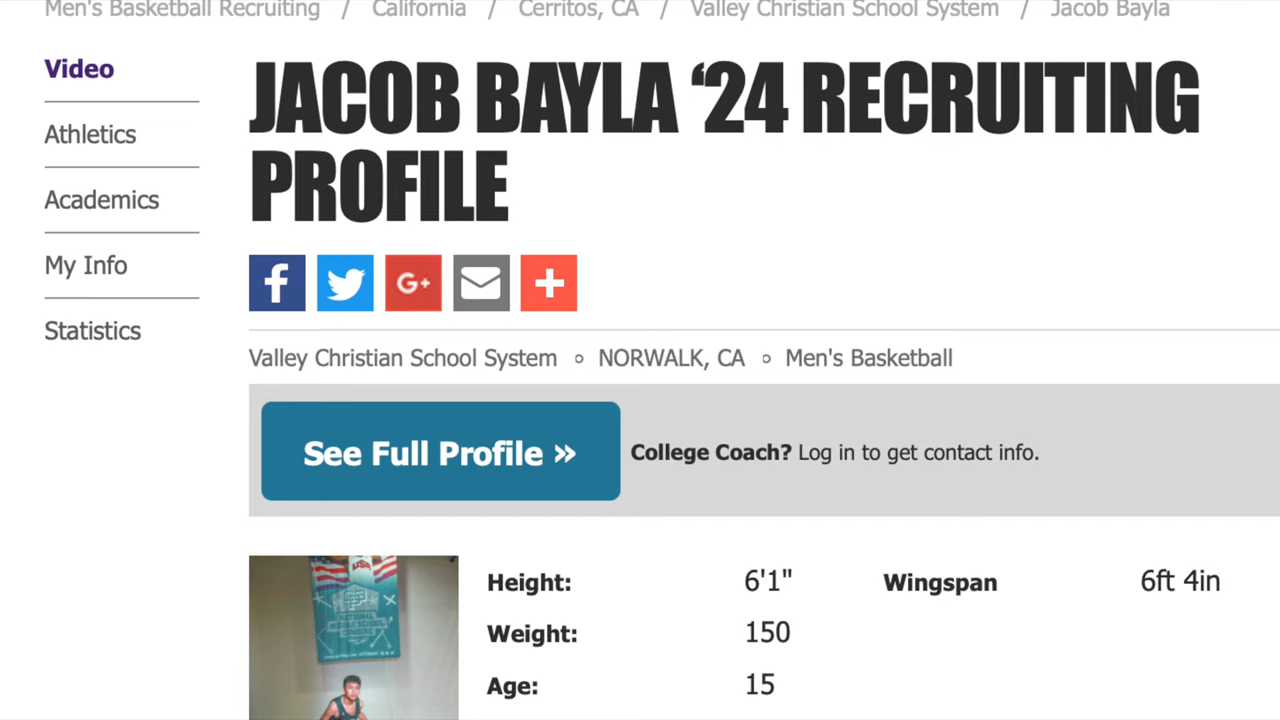 Men's Basketball Recruiting / California / Cerritos, CA / Valley Christian School System / Jacob Bayla
Video
Athletics
Academics
My Info
Statistics
JACOB BAYLA ‘24 RECRUITING
PROFILE
G+
Valley Christian School System ∘ NORWALK, CA ∘ Men's Basketball
See Full Profile »
College Coach? Log in to get contact info.
Height: 6'1"
Wingspan 6ft 4in
Weight: 150
Age: 15
USA
NATIONAL